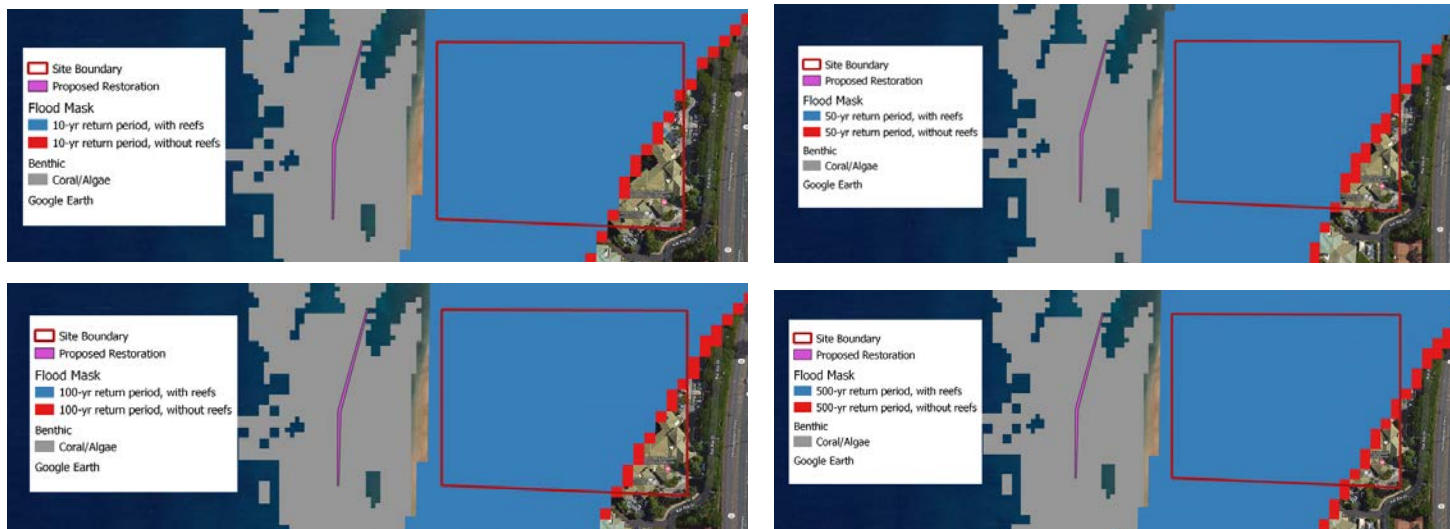 Site Boundary
Proposed Restoration
Flood Mask
10-yr return period, with reefs
10-yr return period, without reefs
Benthic
Coral/Algae
Google Earth
Site Boundary
Proposed Restoration
Flood Mask
50-yr return period, with reefs
50-yr return period, without reefs
Benthic
Coral/Algae
Google Earth
Site Boundary
Proposed Restoration
Flood Mask
100-yr return period, with reefs
100-yr return period, without reefs
Benthic
Coral/Algae
Google Earth
Site Boundary
Proposed Restoration
Flood Mask
500-yr return period, with reefs
500-yr return period, without reefs
Benthic
Coral/Algae
Google Earth